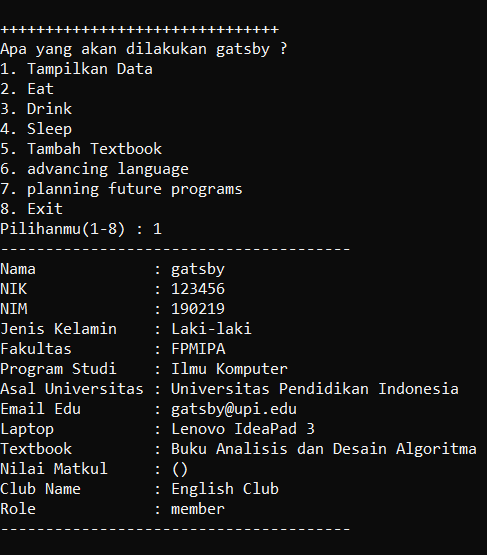 +++++++++++++++++++++++++++++++
Apa yang akan dilakukan gatsby ?
1. Tampilkan Data
2. Eat
3. Drink
4. Sleep
5. Tambah Textbook
6. advancing language
7. planning future programs
8. Exit
Pilihanmu(1-8) : 1
---------------------------------------
Nama             : gatsby
NIK              : 123456
NIM              : 190219
Jenis Kelamin    : Laki-laki
Fakultas         : FPMIPA
Program Studi    : Ilmu Komputer
Asal Universitas : Universitas Pendidikan Indonesia
Email Edu        : gatsby@upi.edu
Laptop           : Lenovo IdeaPad 3
Textbook         : Buku Analisis dan Desain Algoritma
Nilai Matkul     : ()
Club Name        : English Club
Role             : member
---------------------------------------